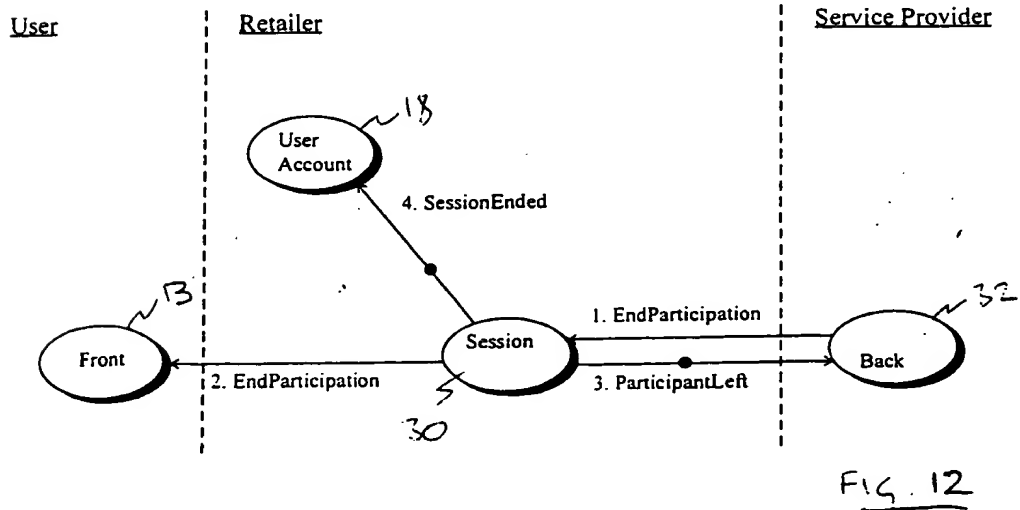 User
Retailer
Service Provider
18
User
Account
4. SessionEnded
13
32
1. EndParticipation
Session
Front
Back
2. EndParticipation
3. ParticipantLeft
30
FIG. 12